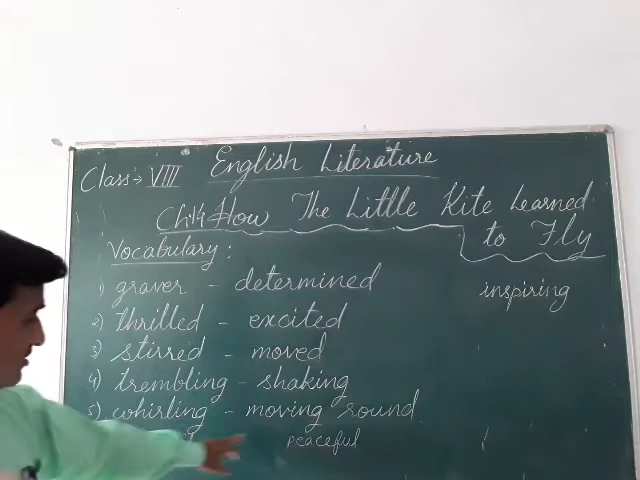 Class:- VIII English Literature
Ch:14 How The Little Kite Learned
to Fly
Vocabulary :
1) graver - determined
inspiring
2) thrilled - excited
3) stirred - moved
4) trembling - shaking
5) whirling - moving round
peaceful